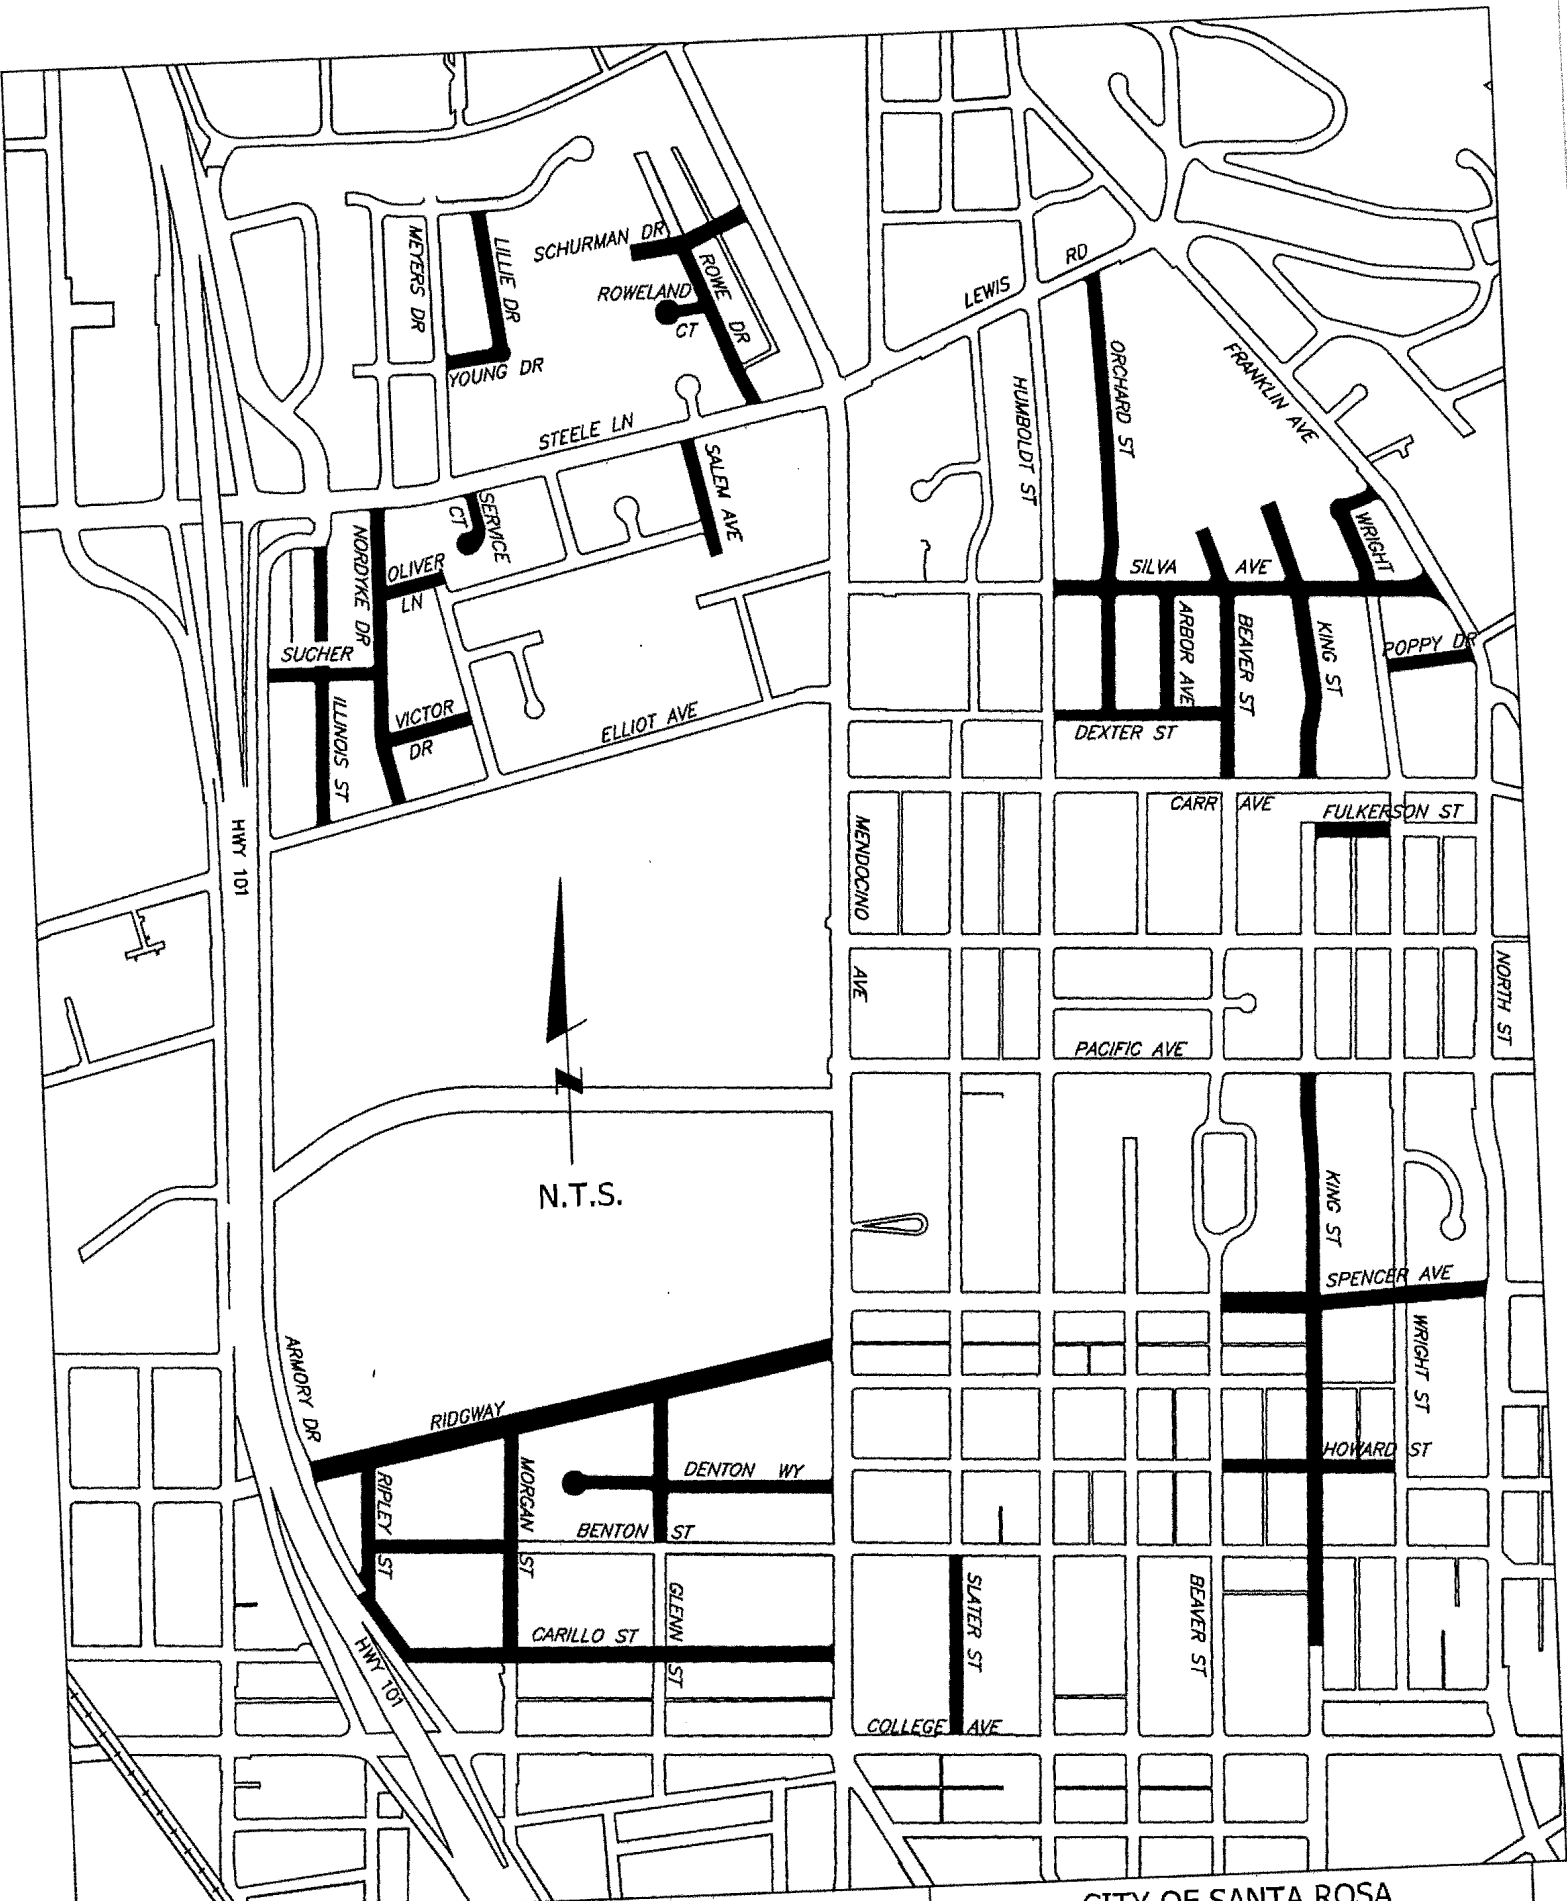 SCHURMAN DR
MEYERS DR
LILLIE DR
ROWE DR
ROWELAND
CT
YOUNG DR
LEWIS RD
STEELE LN
HUMBOLDT ST
ORCHARD ST
FRANKLIN AVE
SALEM AVE
SERVICE
CT
NORDYKE DR
OLIVER
LN
WRIGHT
SILVA AVE
ARBOR AVE
BEAVER ST
KING ST
POPPY DR
SUCHER
ILLINOIS ST
VICTOR
DR
ELLIOT AVE
DEXTER ST
CARR AVE
FULKERSON ST
HWY 101
MENDOCINO AVE
NORTH ST
PACIFIC AVE
N
N.T.S.
KING ST
SPENCER AVE
WRIGHT ST
ARMORY DR
RIDGWAY
HOWARD ST
DENTON WY
RIPLEY ST
MORGAN ST
BENTON ST
GLENN ST
SLATER ST
BEAVER ST
CARILLO ST
HWY 101
COLLEGE AVE
CITY OF SANTA ROSA